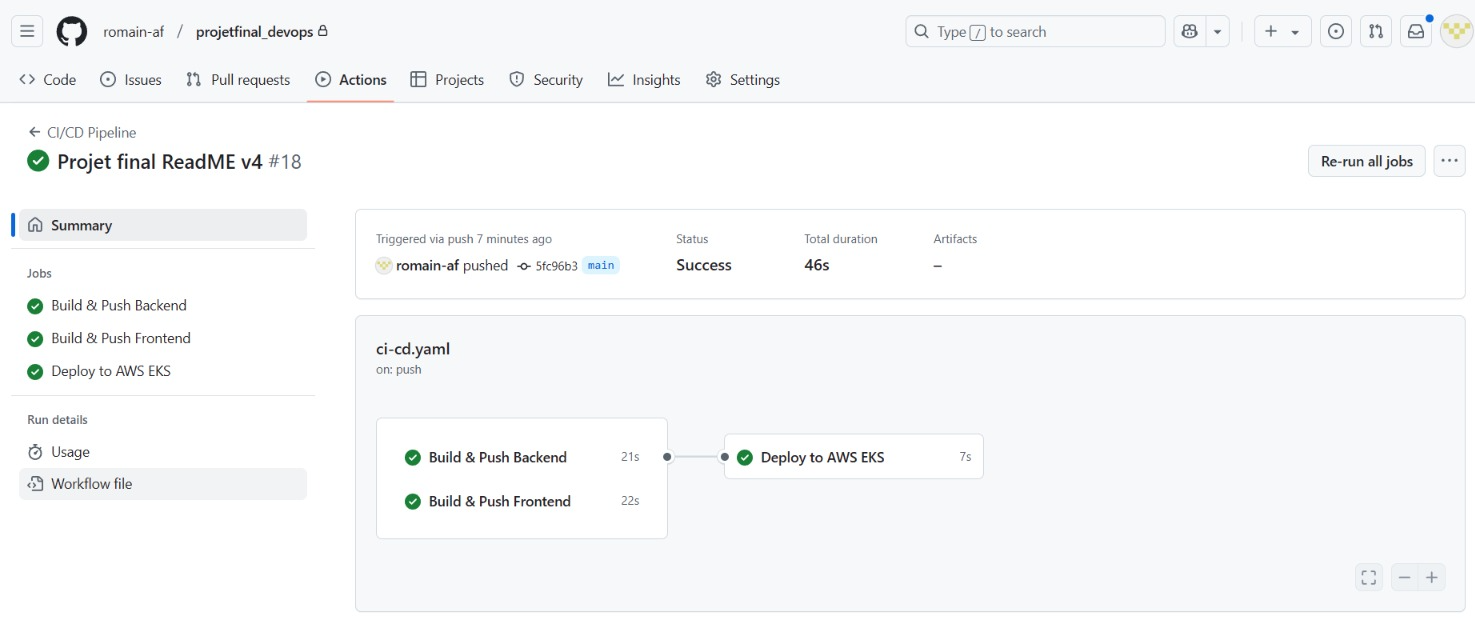 romain-af / projetfinal_devops
Type / to search
Code Issues Pull requests Actions Projects Security Insights Settings
CI/CD Pipeline
Projet final ReadME v4 #18
Re-run all jobs
Summary
Jobs
Build & Push Backend
Build & Push Frontend
Deploy to AWS EKS
Run details
Usage
Workflow file
Triggered via push 7 minutes ago Status Total duration Artifacts
romain-af pushed 5fc96b3 main Success 46s –
ci-cd.yaml
on: push
Build & Push Backend 21s Deploy to AWS EKS 7s
Build & Push Frontend 22s